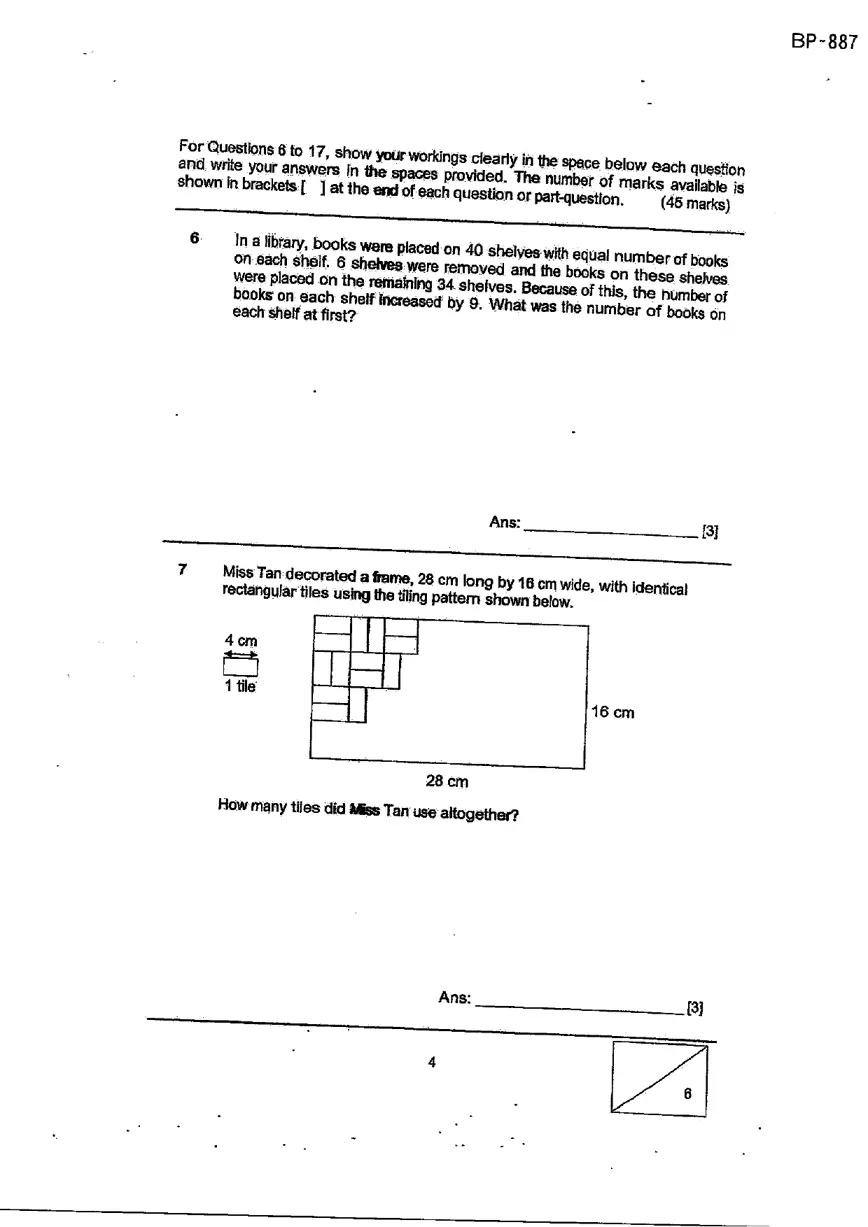 BP-887
For Questions 6 to 17, show your workings clearly in the space below each question
and write your answers in the spaces provided. The number of marks available is
shown in brackets [ ] at the end of each question or part-question. (45 marks)
6 In a library, books were placed on 40 shelves with equal number of books
on each shelf. 6 shelves were removed and the books on these shelves
were placed on the remaining 34 shelves. Because of this, the number of
books on each shelf increased by 9. What was the number of books on
each shelf at first?
Ans: [3]
7 Miss Tan decorated a frame, 28 cm long by 16 cm wide, with identical
rectangular tiles using the tiling pattern shown below.
4 cm
1 tile
16 cm
28 cm
How many tiles did Miss Tan use altogether?
Ans: [3]
4
6